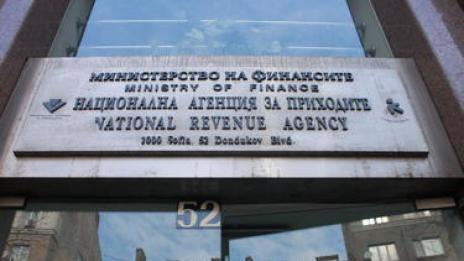 МИНИСТЕРСТВО НА ФИНАНСИТЕ
MINISTRY OF FINANCE
НАЦИОНАЛНА АГЕНЦИЯ ЗА ПРИХОДИТЕ
NATIONAL REVENUE AGENCY
1000 Sofia, 52 Dondukov Blvd.
52